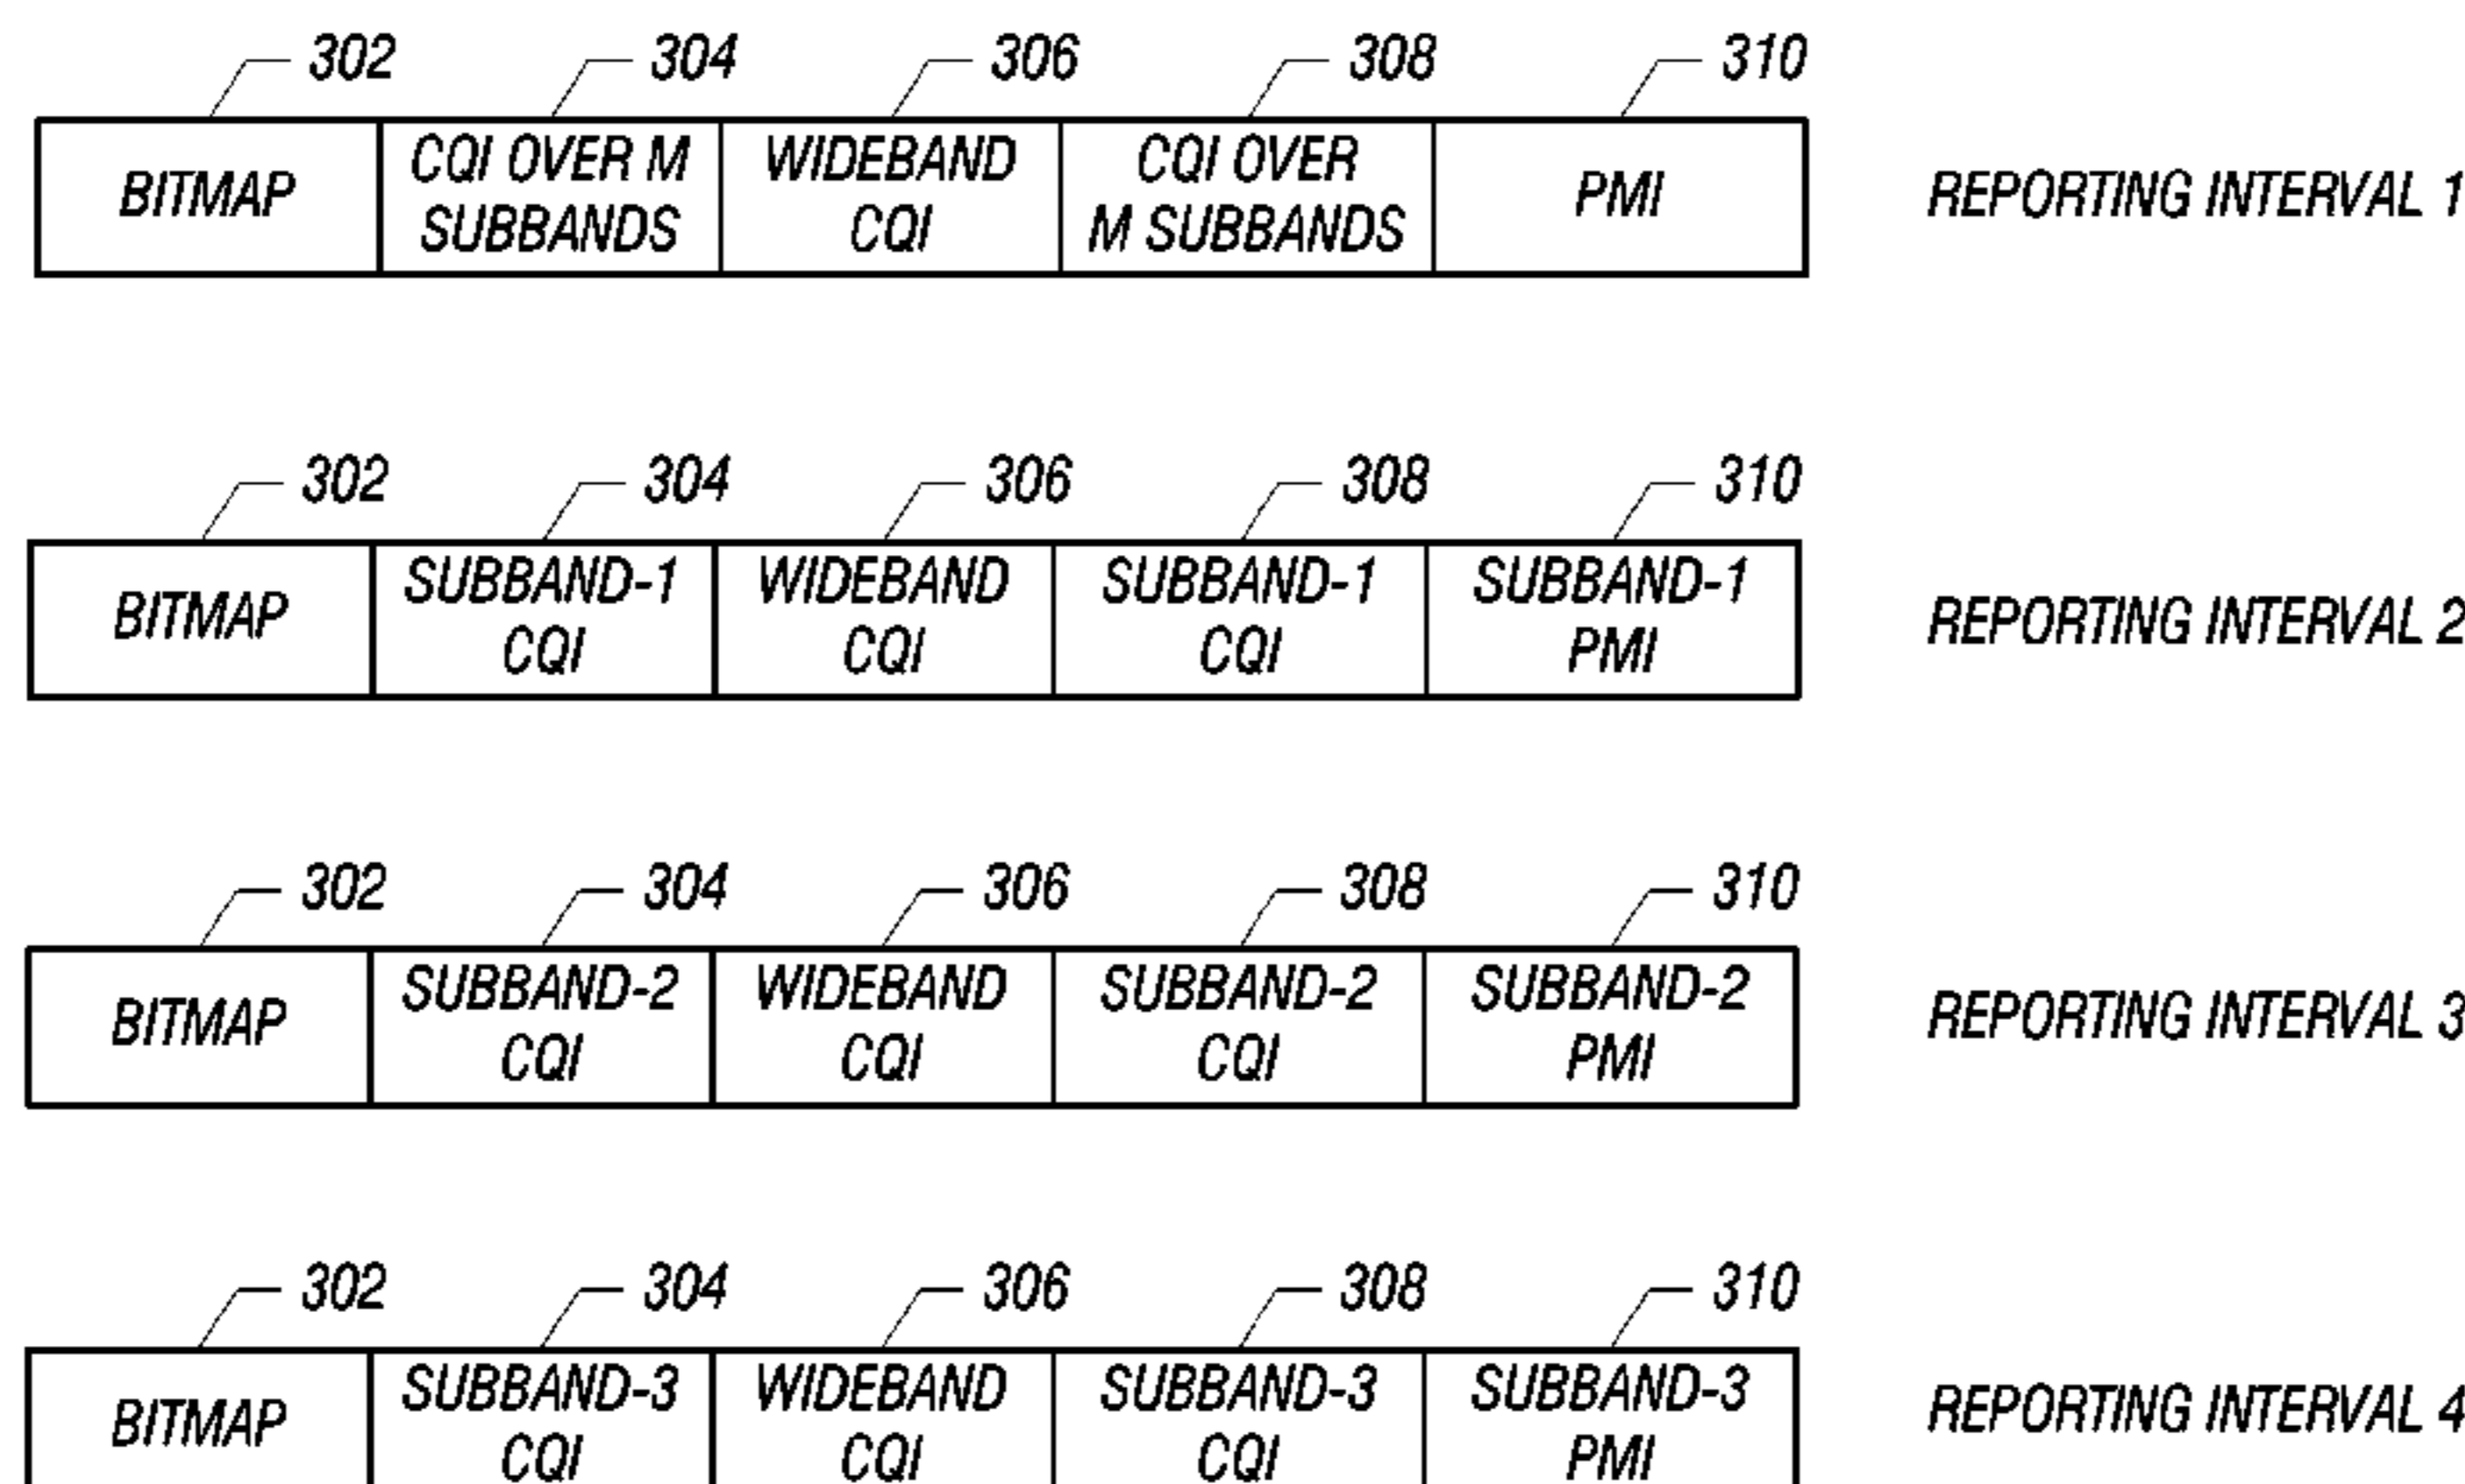 302 304 306 308 310
BITMAP
CQI OVER M
SUBBANDS
WIDEBAND
CQI
CQI OVER
M SUBBANDS
PMI
REPORTING INTERVAL 1
302 304 306 308 310
BITMAP
SUBBAND-1
CQI
WIDEBAND
CQI
SUBBAND-1
CQI
SUBBAND-1
PMI
REPORTING INTERVAL 2
302 304 306 308 310
BITMAP
SUBBAND-2
CQI
WIDEBAND
CQI
SUBBAND-2
CQI
SUBBAND-2
PMI
REPORTING INTERVAL 3
302 304 306 308 310
BITMAP
SUBBAND-3
CQI
WIDEBAND
CQI
SUBBAND-3
CQI
SUBBAND-3
PMI
REPORTING INTERVAL 4